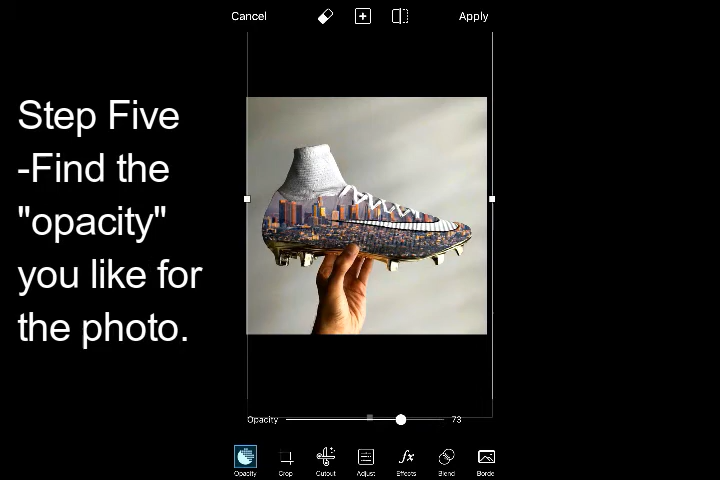 Cancel
Apply
Step Five
-Find the
"opacity"
you like for
the photo.
Opacity
73
Opacity
Crop
Cutout
Adjust
Effects
Blend
Borde